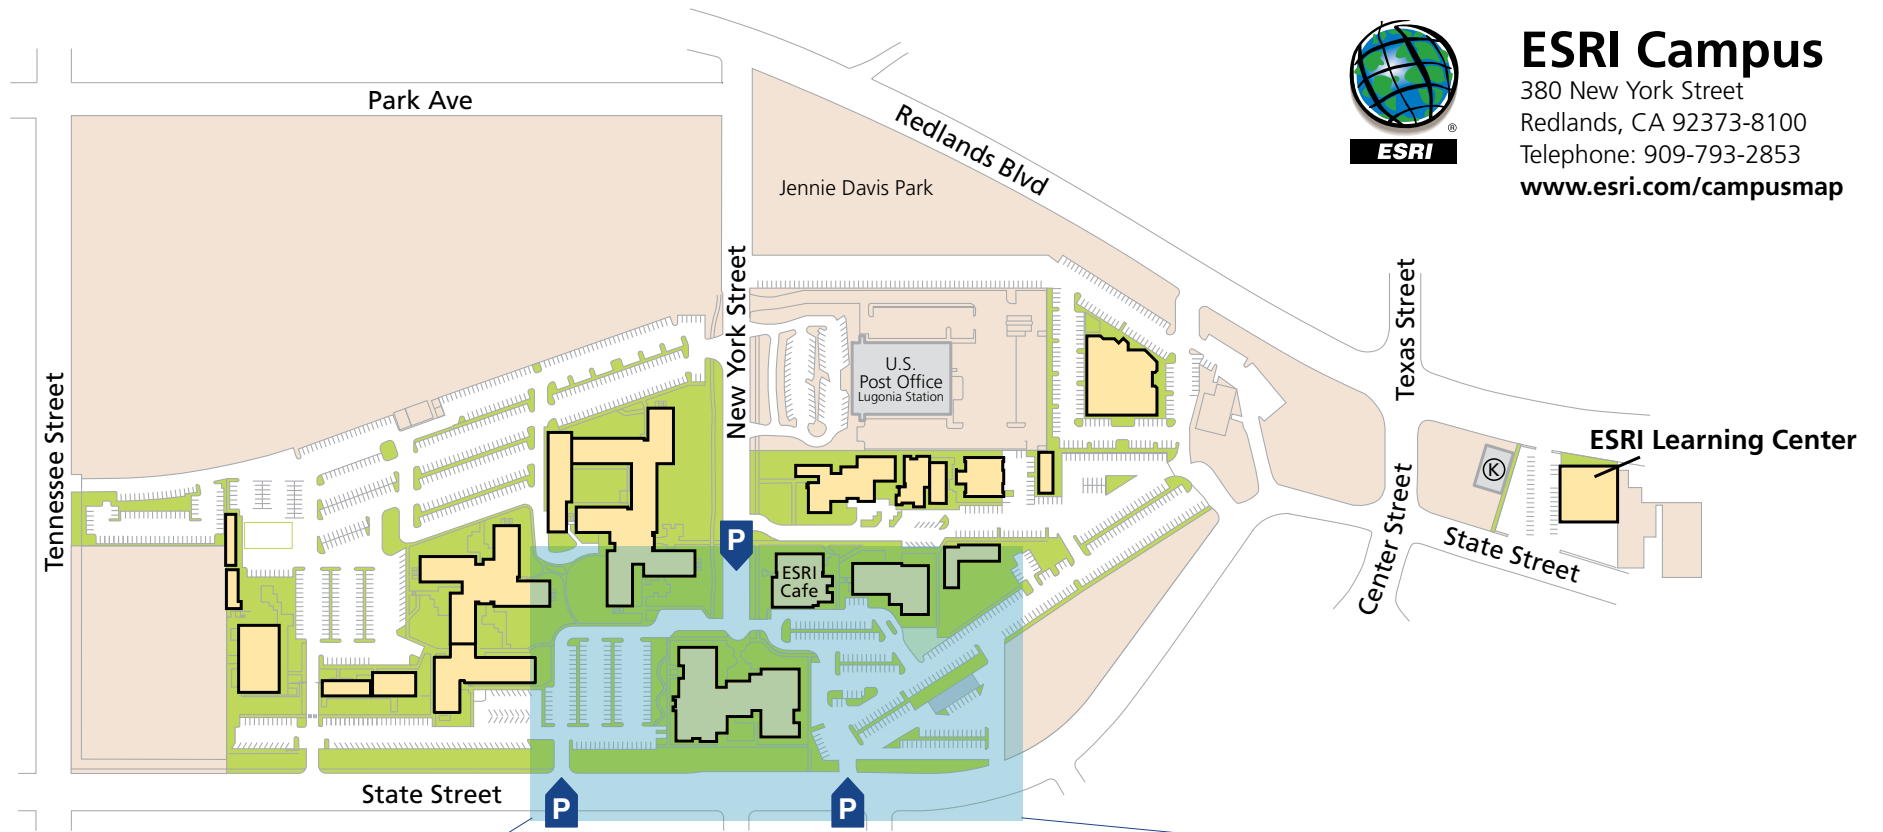 ESRI Campus
380 New York Street
Redlands, CA 92373-8100
Telephone: 909-793-2853
www.esri.com/campusmap
®
ESRI
Park Ave
Redlands Blvd
Jennie Davis Park
New York Street
Texas Street
U.S.
Post Office
Lugonia Station
Tennessee Street
ESRI Learning Center
K
Center Street
State Street
P
ESRI
Cafe
State Street
P
P